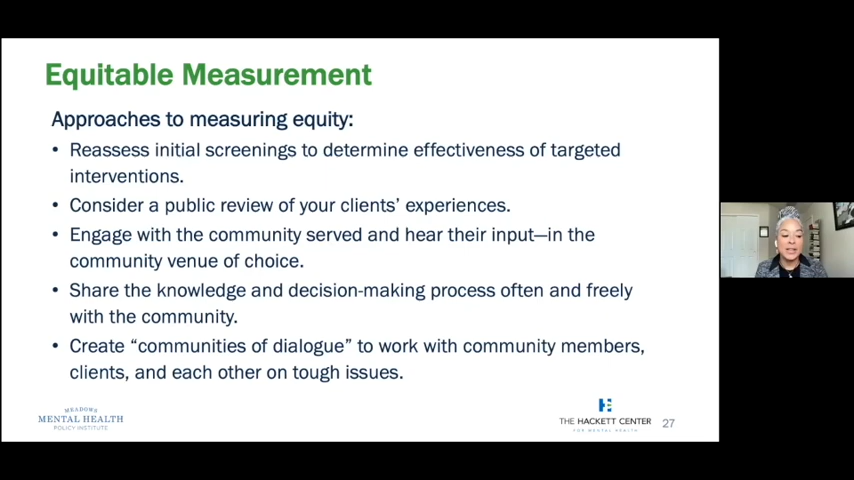 Equitable Measurement
Approaches to measuring equity:
• Reassess initial screenings to determine effectiveness of targeted
interventions.
• Consider a public review of your clients’ experiences.
• Engage with the community served and hear their input—in the
community venue of choice.
• Share the knowledge and decision-making process often and freely
with the community.
• Create “communities of dialogue” to work with community members,
clients, and each other on tough issues.
MEADOWS
MENTAL HEALTH
POLICY INSTITUTE
THE HACKETT CENTER
FOR MENTAL HEALTH
27